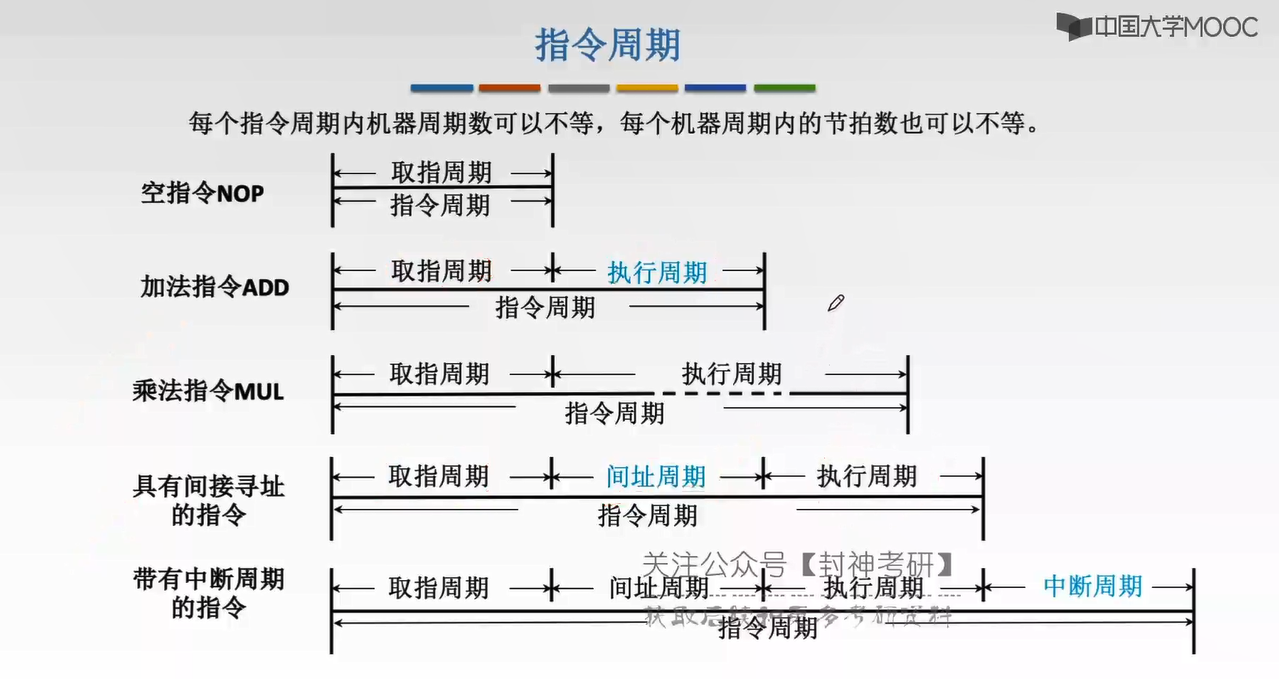 中国大学MOOC
指令周期
每个指令周期内机器周期数可以不等，每个机器周期内的节拍数也可以不等。
空指令NOP
取指周期
指令周期
加法指令ADD
取指周期 执行周期
指令周期
乘法指令MUL
取指周期 执行周期
指令周期
具有间接寻址
的指令
取指周期 间址周期 执行周期
指令周期
关注公众号【封神考研】
带有中断周期
的指令
取指周期 间址周期 执行周期 中断周期
指令周期